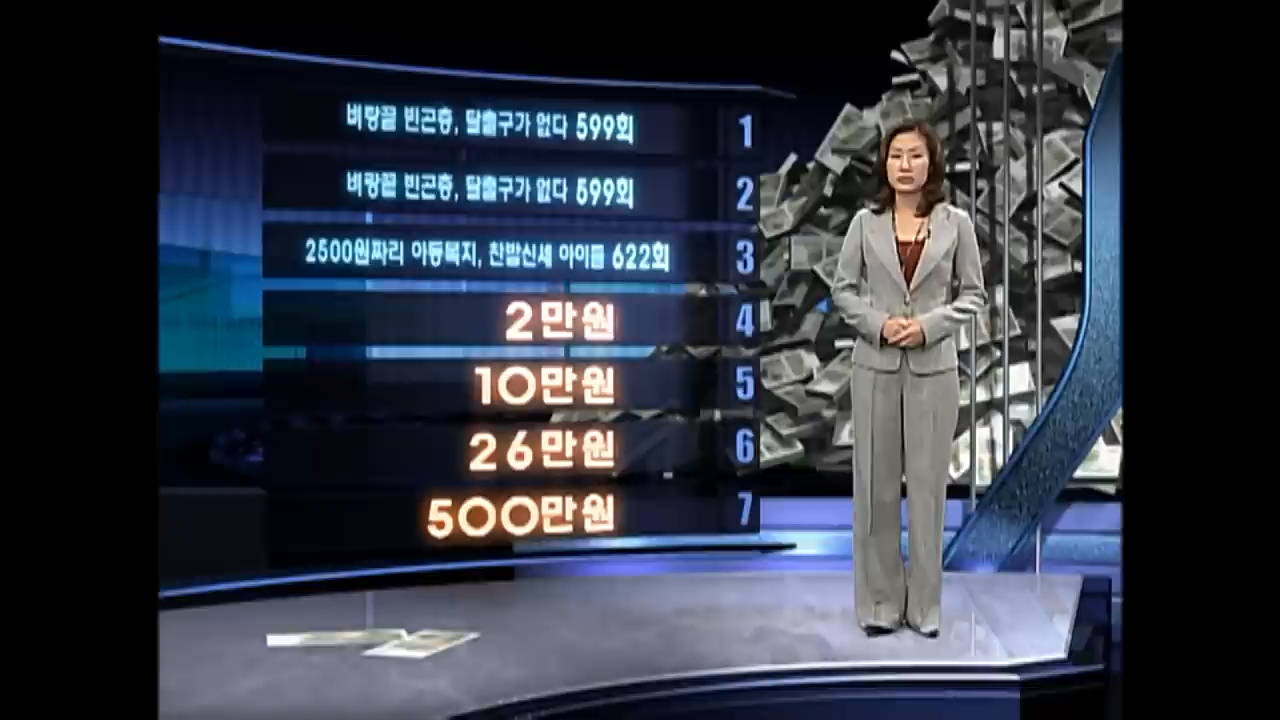 벼랑끝 빈곤층, 탈출구가 없다 599회 1
벼랑끝 빈곤층, 탈출구가 없다 599회 2
2500원짜리 아동복지, 찬밥신세 아이들 622회 3
2만원 4
10만원 5
26만원 6
500만원 7